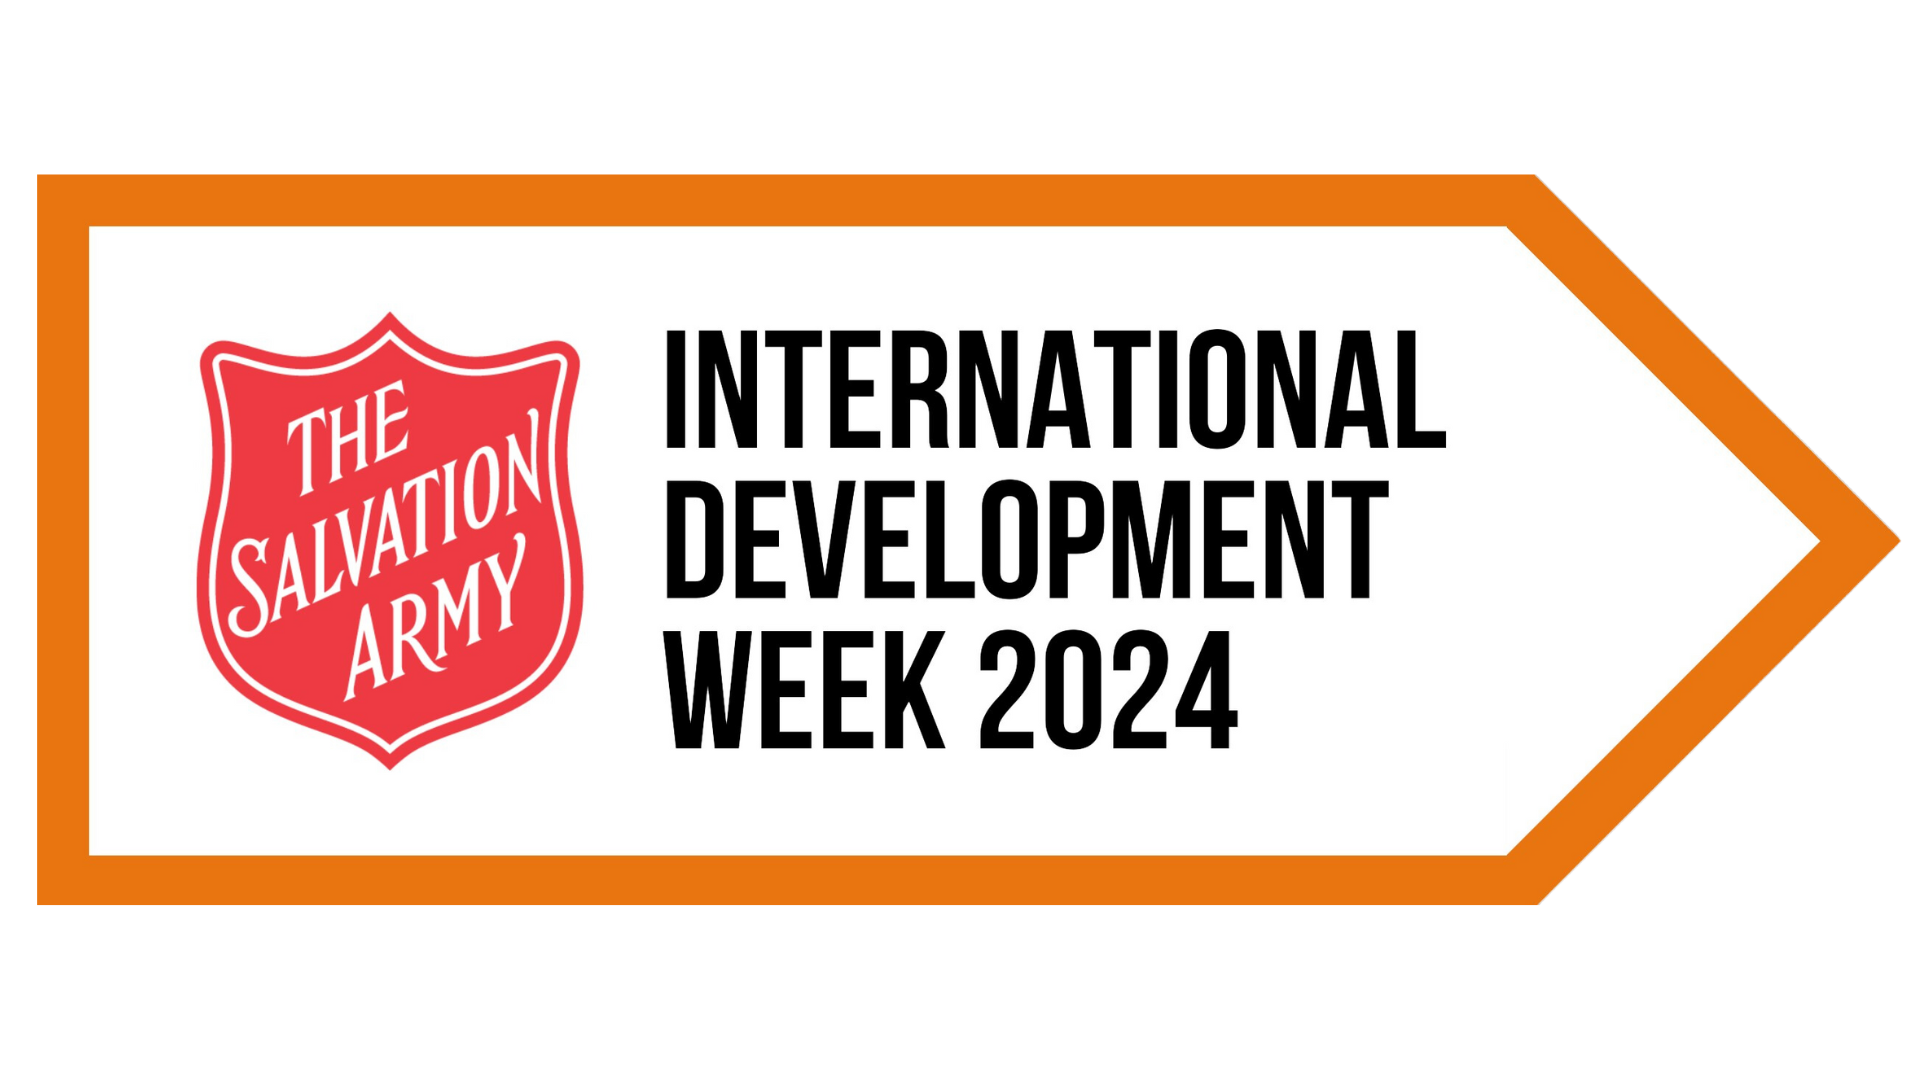 THE
SALVATION
ARMY
INTERNATIONAL
DEVELOPMENT
WEEK 2024